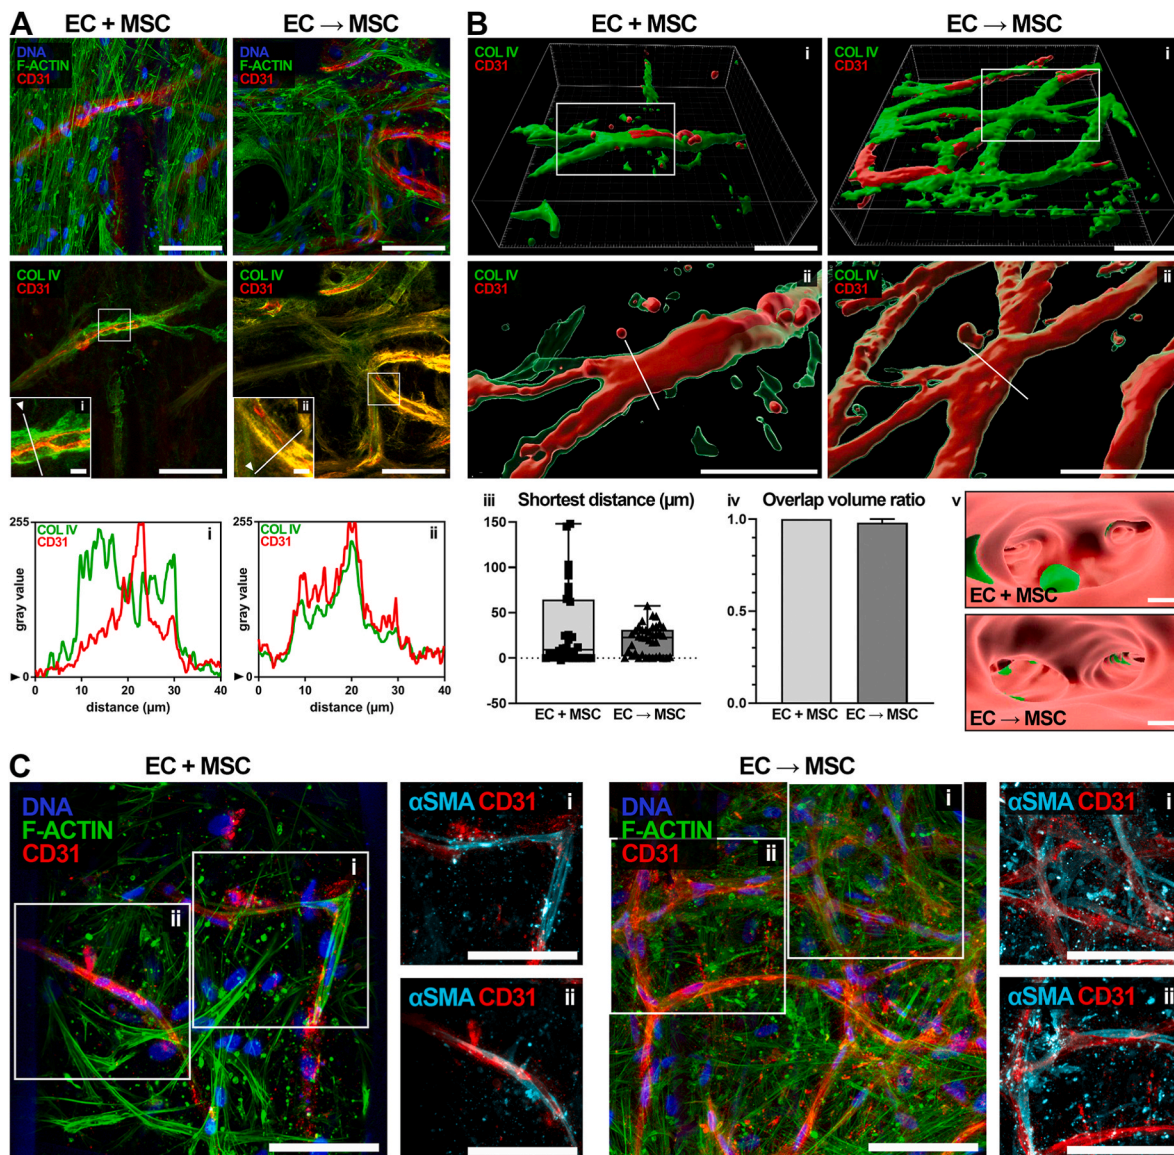 A
EC + MSC
EC → MSC
DNA
F-ACTIN
CD31
DNA
F-ACTIN
CD31
COL IV
CD31
i
COL IV
CD31
ii
255
COL IV
CD31
i
gray value
0
0 10 20 30 40
distance (µm)
255
COL IV
CD31
ii
gray value
0
0 10 20 30 40
distance (µm)
B
EC + MSC
EC → MSC
COL IV
CD31
i
COL IV
CD31
i
COL IV
CD31
ii
COL IV
CD31
ii
iii
Shortest distance (µm)
150
100
50
0
-50
EC + MSC
EC → MSC
iv
Overlap volume ratio
1.0
0.5
0.0
EC + MSC
EC → MSC
v
EC + MSC
EC → MSC
C
EC + MSC
DNA
F-ACTIN
CD31
i
ii
αSMA CD31
i
αSMA CD31
ii
EC → MSC
DNA
F-ACTIN
CD31
i
ii
αSMA CD31
i
αSMA CD31
ii